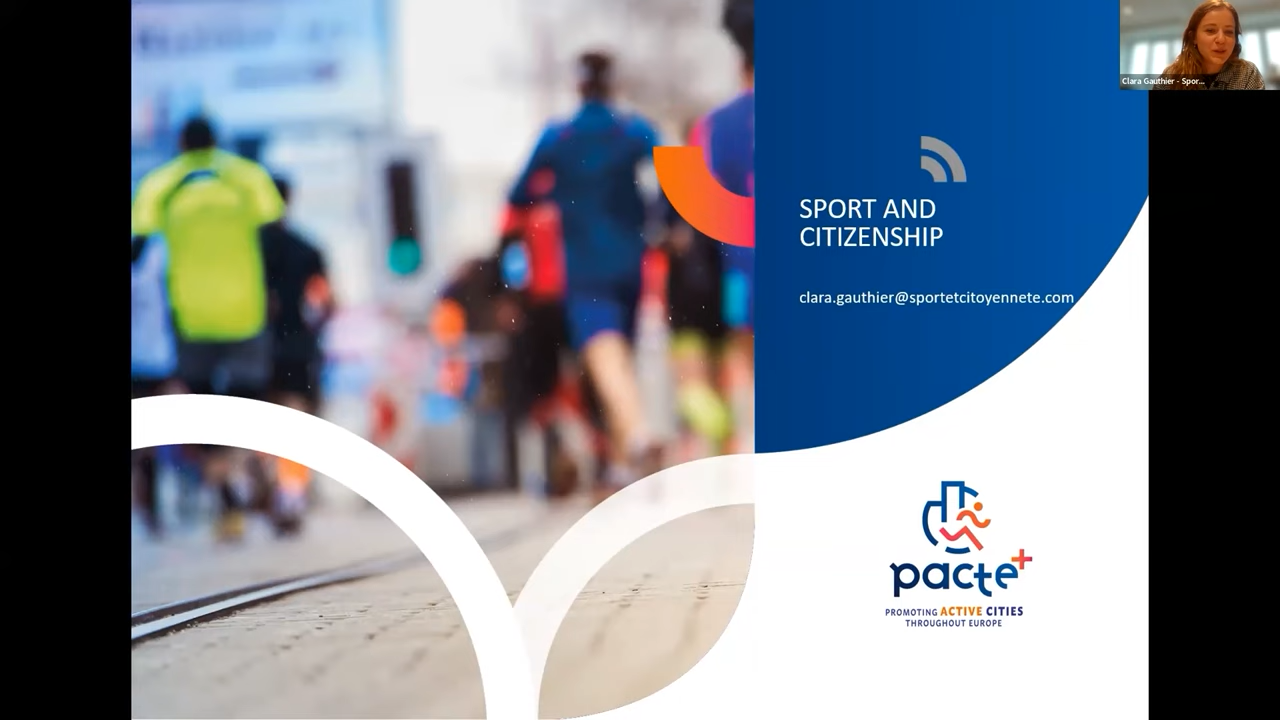 Clara Gauthier - Spor...
SPORT AND
CITIZENSHIP
clara.gauthier@sportetcitoyennete.com
pacte+
PROMOTING ACTIVE CITIES
THROUGHOUT EUROPE